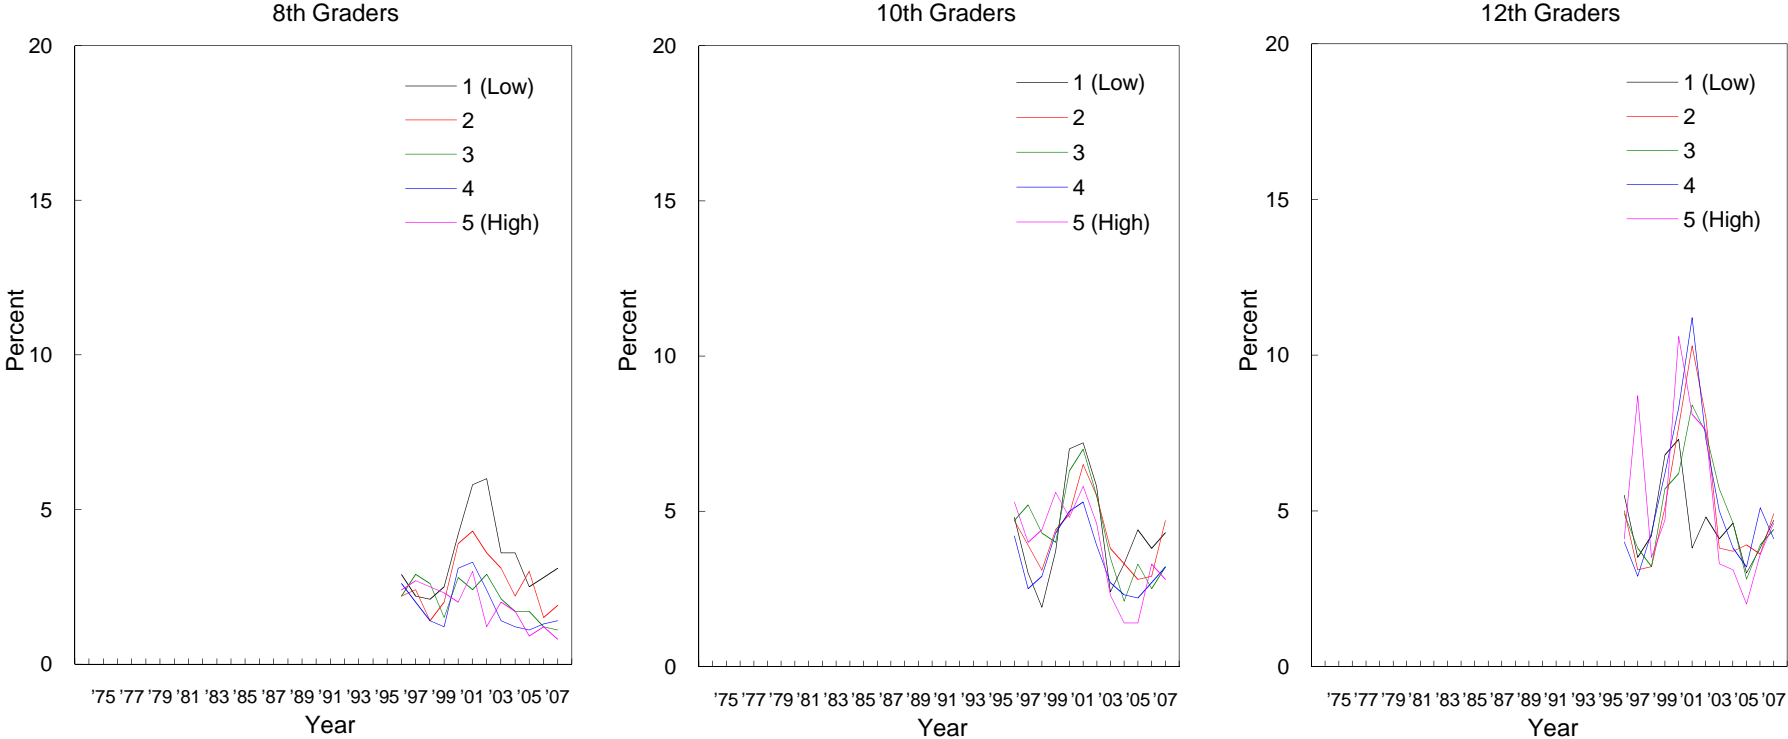 8th Graders
20
15
10
5
0
Percent
1 (Low)
2
3
4
5 (High)
’75 ’77 ’79 ’81 ’83 ’85 ’87 ’89 ’91 ’93 ’95 ’97 ’99 ’01 ’03 ’05 ’07
Year
10th Graders
20
15
10
5
0
Percent
1 (Low)
2
3
4
5 (High)
’75 ’77 ’79 ’81 ’83 ’85 ’87 ’89 ’91 ’93 ’95 ’97 ’99 ’01 ’03 ’05 ’07
Year
12th Graders
20
15
10
5
0
Percent
1 (Low)
2
3
4
5 (High)
’75 ’77 ’79 ’81 ’83 ’85 ’87 ’89 ’91 ’93 ’95 ’97 ’99 ’01 ’03 ’05 ’07
Year